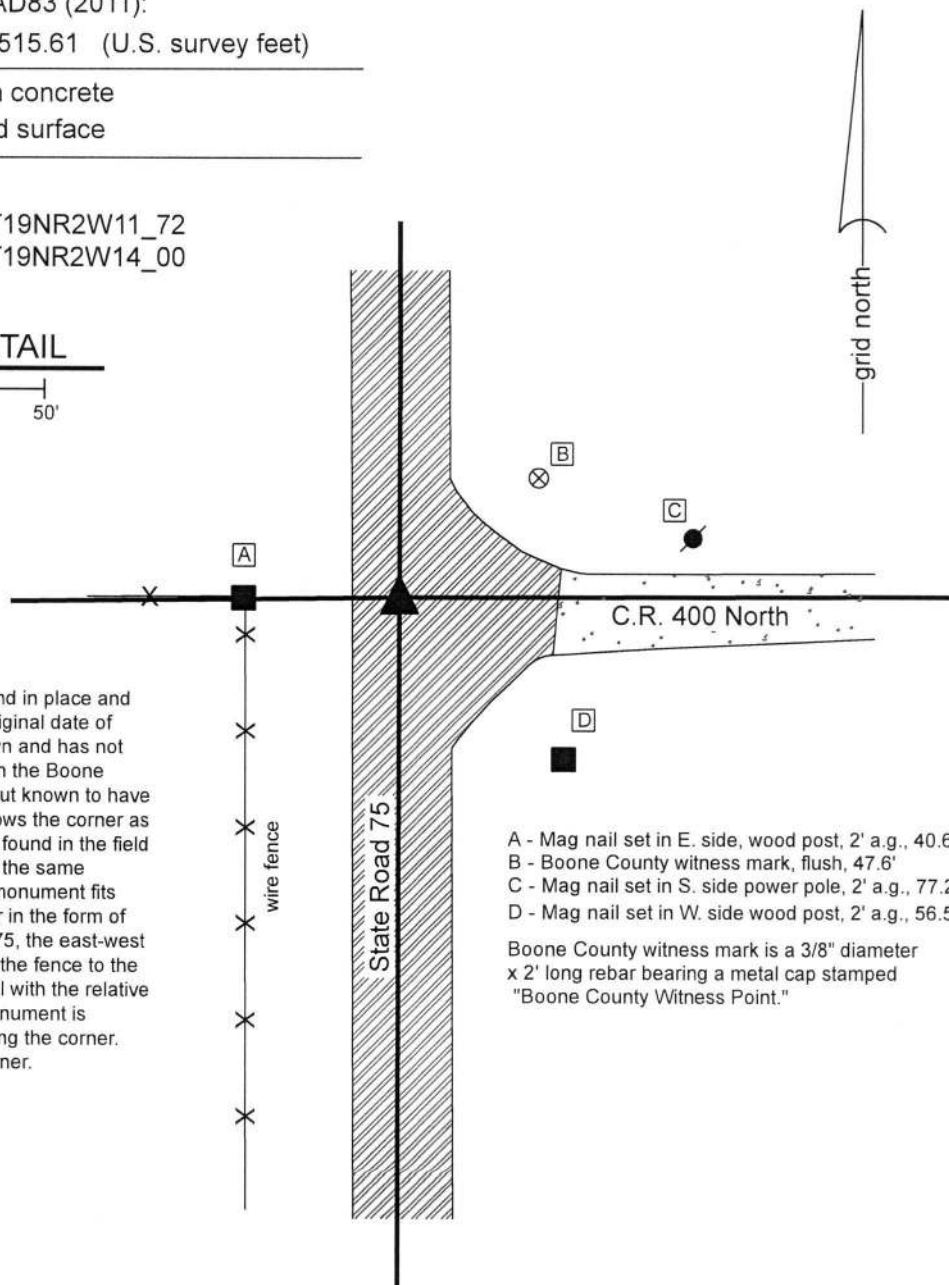 AD83 (2011):
515.61 (U.S. survey feet)
concrete
surface
T19NR2W11_72
T19NR2W14_00
TAIL
50'
grid north
B
C
A
C.R. 400 North
D
nd in place and
iginal date of
n and has not
n the Boone
ut known to have
ows the corner as
found in the field
the same
monument fits
r in the form of
75, the east-west
the fence to the
l with the relative
nument is
ng the corner.
ner.
wire fence
State Road 75
A - Mag nail set in E. side, wood post, 2' a.g., 40.6
B - Boone County witness mark, flush, 47.6'
C - Mag nail set in S. side power pole, 2' a.g., 77.2
D - Mag nail set in W. side wood post, 2' a.g., 56.5
Boone County witness mark is a 3/8" diameter
x 2' long rebar bearing a metal cap stamped
"Boone County Witness Point."